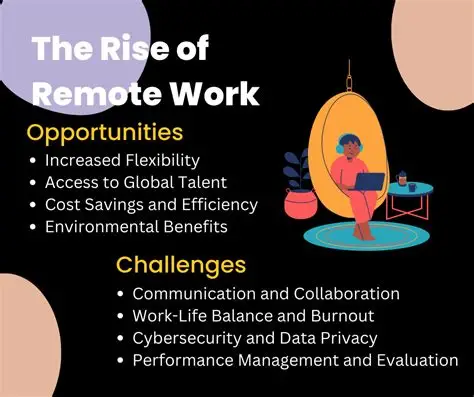 The Rise of
Remote Work
Opportunities
• Increased Flexibility
• Access to Global Talent
• Cost Savings and Efficiency
• Environmental Benefits
Challenges
• Communication and Collaboration
• Work-Life Balance and Burnout
• Cybersecurity and Data Privacy
• Performance Management and Evaluation